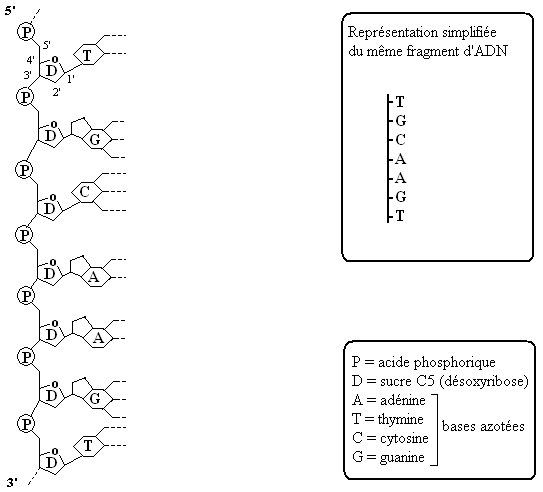 5'
P
5'
4'
O
D
T
1'
3'
2'
P
O
D
G
P
O
D
C
P
O
D
A
P
O
D
A
P
O
D
G
P
O
D
T
3'
Représentation simplifiée
du même fragment d'ADN
T
G
C
A
A
G
T
P = acide phosphorique
D = sucre C5 (désoxyribose)
A = adénine
T = thymine
C = cytosine
G = guanine
bases azotées